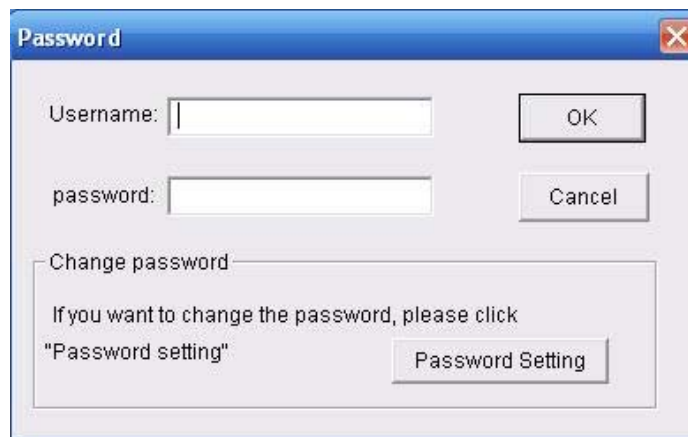 Password
Username:
OK
password:
Cancel
Change password
If you want to change the password, please click
"Password setting"
Password Setting